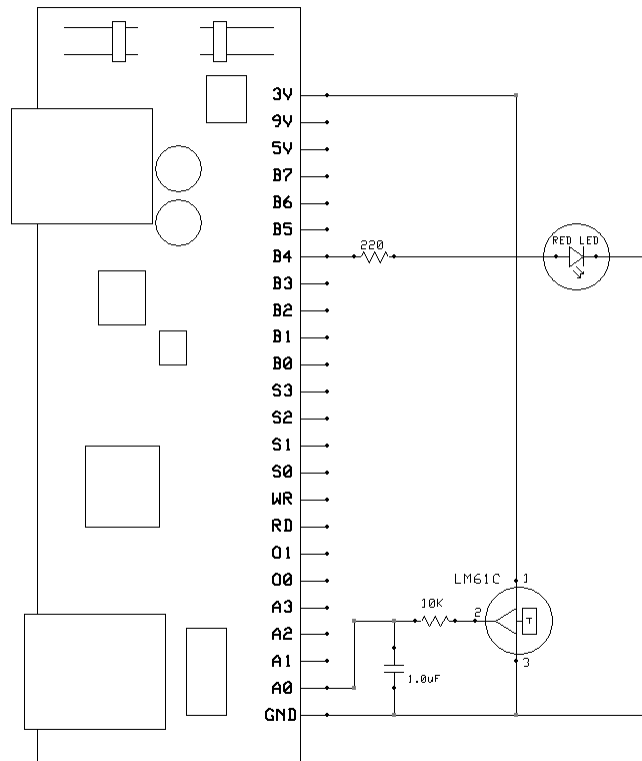 3V
9V
5V
B7
B6
B5
B4
220
RED LED
B3
B2
B1
B0
S3
S2
S1
S0
WR
RD
O1
O0
LM61C
1
A3
10K
2
T
A2
A1
3
A0
1.0uF
GND